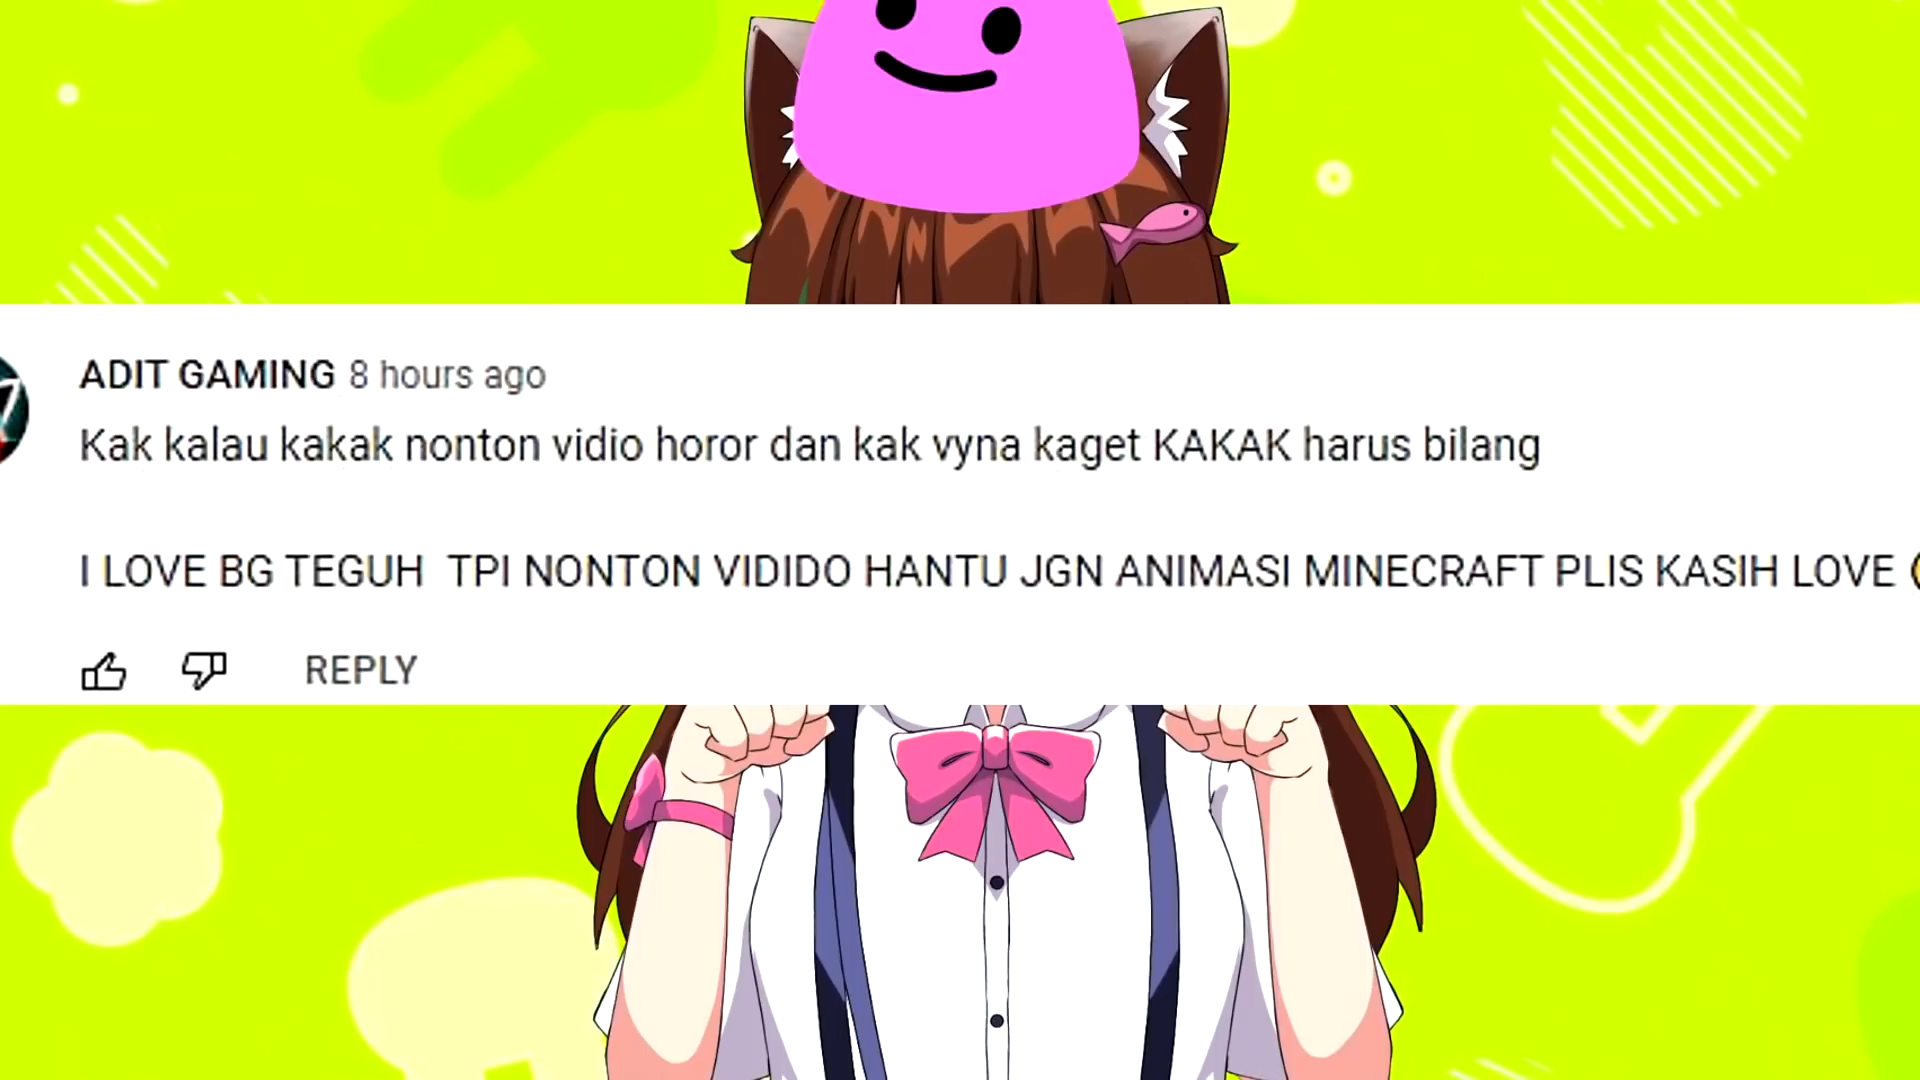 ADIT GAMING 8 hours ago
Kak kalau kakak nonton vidio horor dan kak vyna kaget KAKAK harus bilang
I LOVE BG TEGUH TPI NONTON VIDIDO HANTU JGN ANIMASI MINECRAFT PLIS KASIH LOVE
REPLY